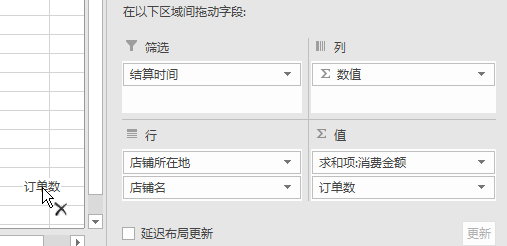 在以下区域间拖动字段:
筛选
列
结算时间
Σ 数值
行
Σ 值
店铺所在地
求和项:消费金额
店铺名
订单数
订单数
延迟布局更新
更新